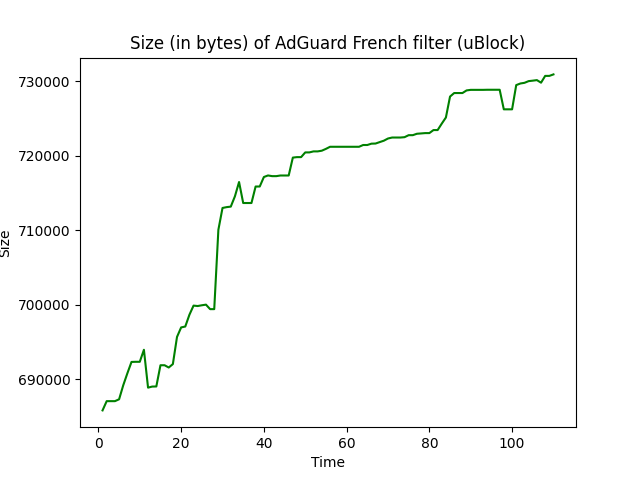 Size (in bytes) of AdGuard French filter (uBlock)
730000
720000
710000
700000
690000
Size
0 20 40 60 80 100
Time